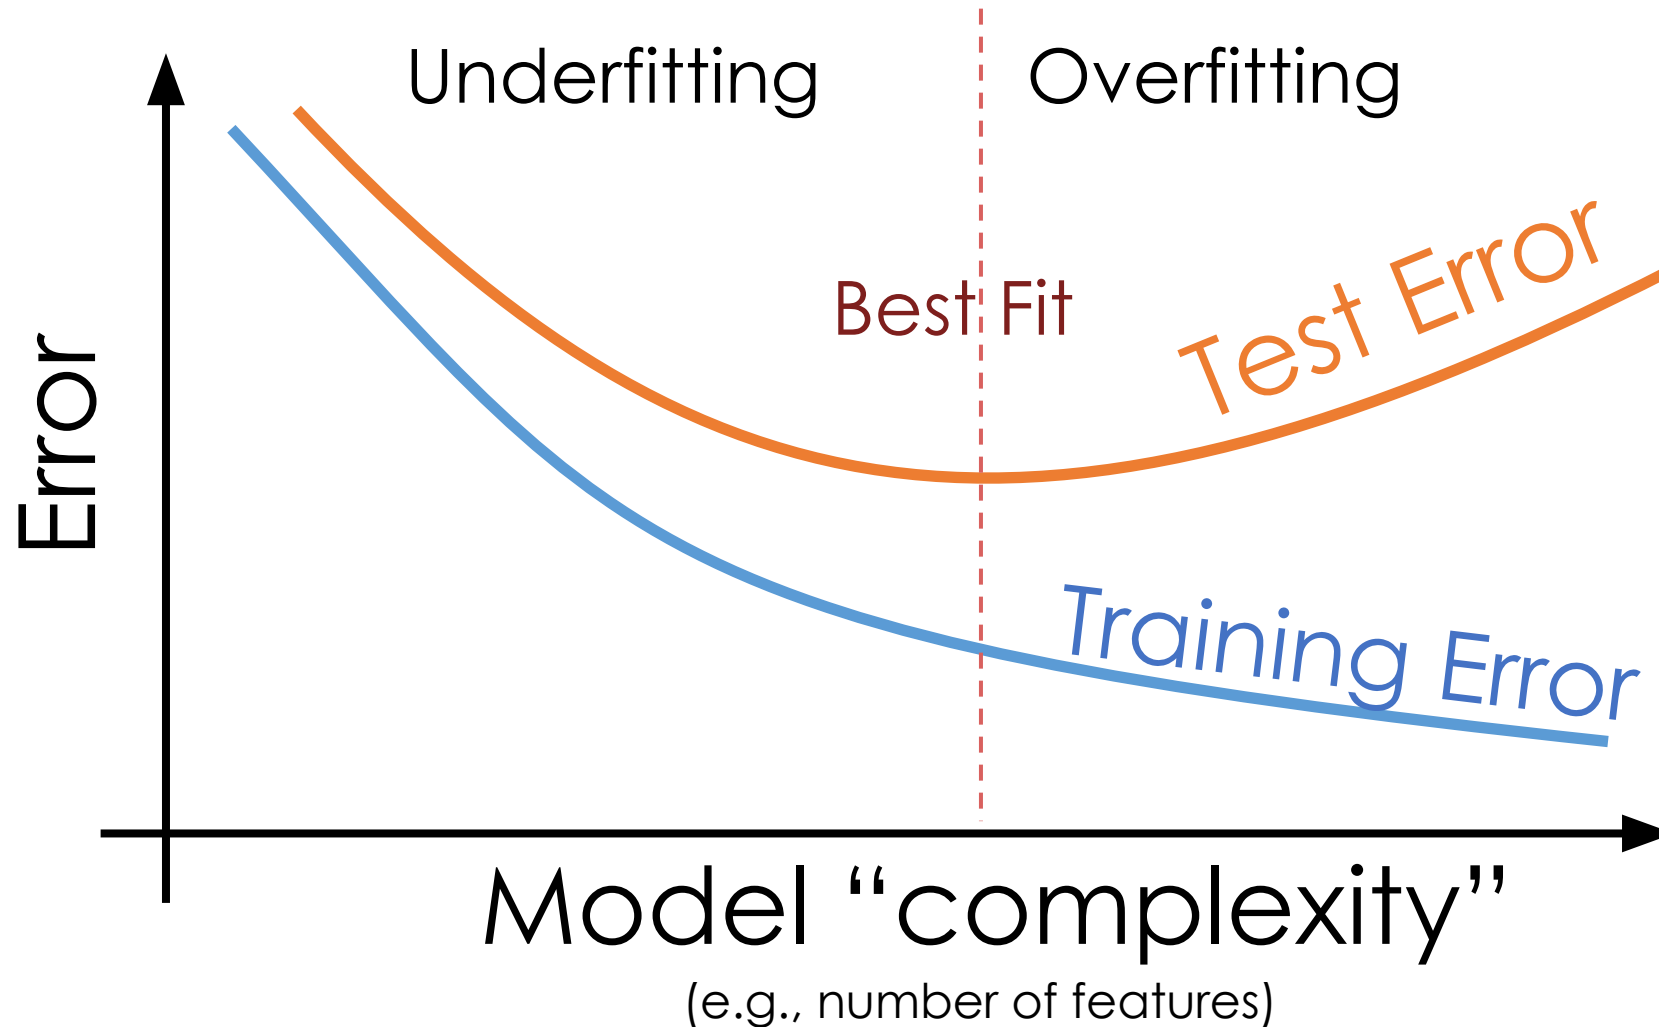 Underfitting
Overfitting
Best Fit
Test Error
Error
Training Error
Model “complexity”
(e.g., number of features)